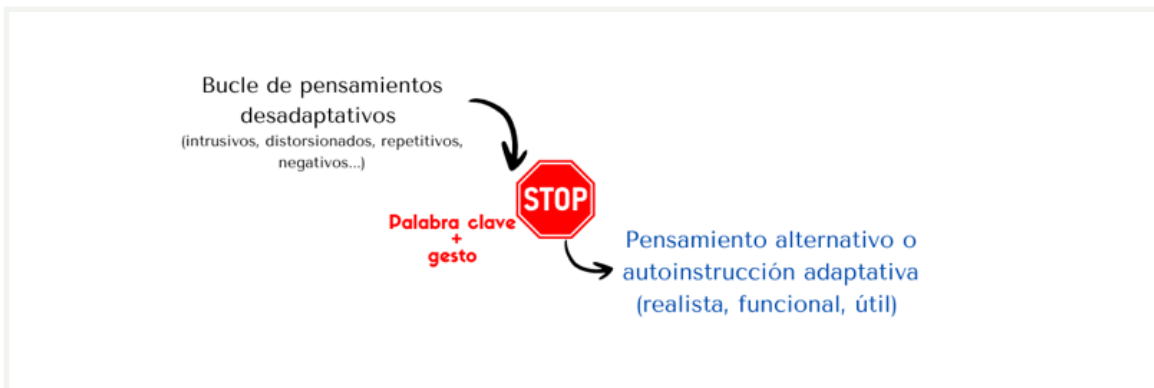 Bucle de pensamientos
desadaptativos
(intrusivos, distorsionados, repetitivos,
negativos...)
STOP
Palabra clave
+
gesto
Pensamiento alternativo o
autoinstrucción adaptativa
(realista, funcional, útil)